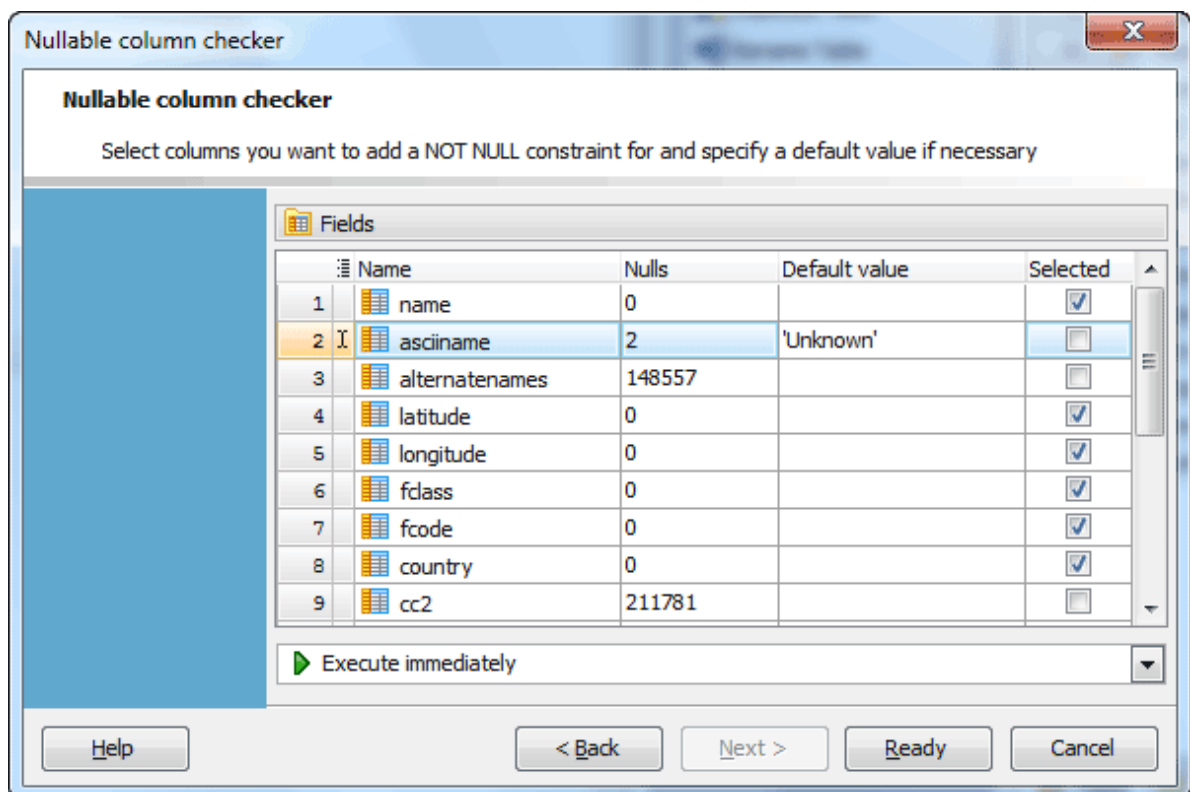 Nullable column checker
Nullable column checker
Select columns you want to add a NOT NULL constraint for and specify a default value if necessary
Fields
Name Nulls Default value Selected
1 name 0
2 asciiname 2 'Unknown'
3 alternatenames 148557
4 latitude 0
5 longitude 0
6 fclass 0
7 fcode 0
8 country 0
9 cc2 211781
Execute immediately
Help < Back Next > Ready Cancel